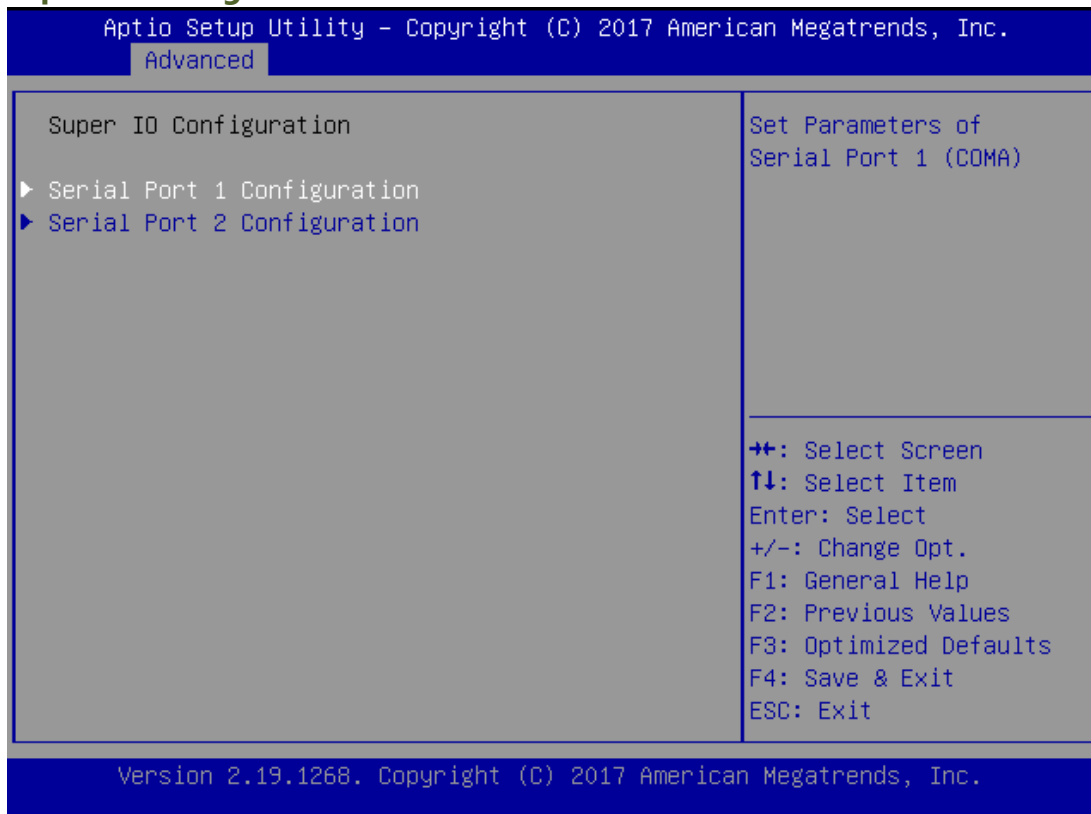 Aptio Setup Utility – Copyright (C) 2017 American Megatrends, Inc.
Advanced
Super IO Configuration
▶ Serial Port 1 Configuration
▶ Serial Port 2 Configuration
Set Parameters of
Serial Port 1 (COMA)
→←: Select Screen
↑↓: Select Item
Enter: Select
+/-: Change Opt.
F1: General Help
F2: Previous Values
F3: Optimized Defaults
F4: Save & Exit
ESC: Exit
Version 2.19.1268. Copyright (C) 2017 American Megatrends, Inc.